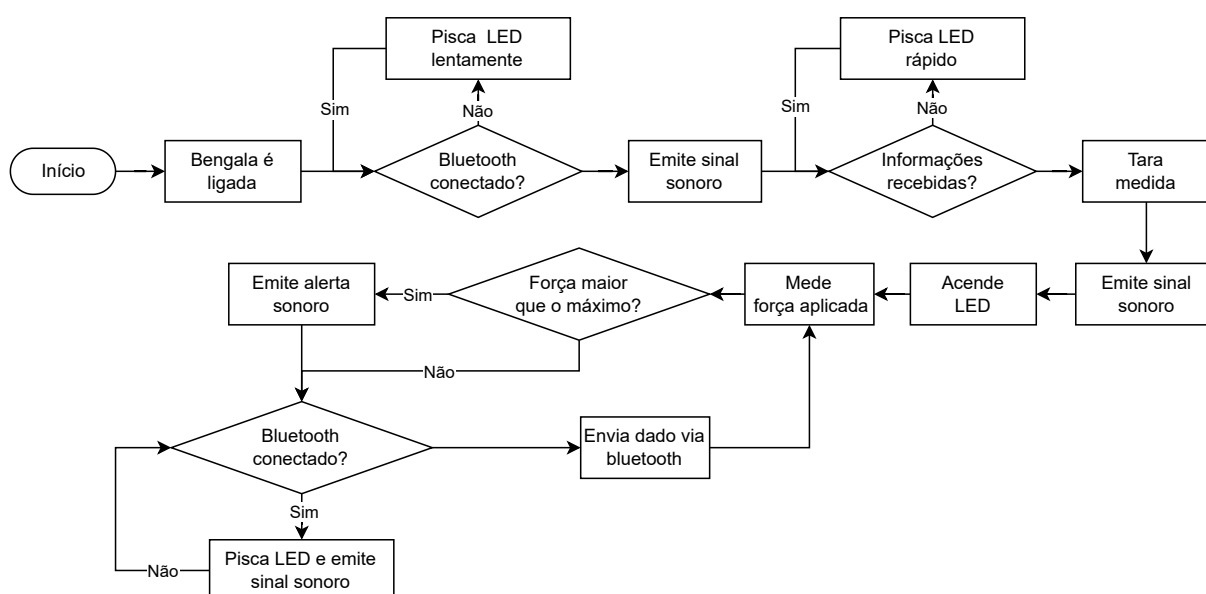 Pisca LED
lentamente
Pisca LED
rápido
Sim
Não
Sim
Não
Início
Bengala é
ligada
Bluetooth
conectado?
Emite sinal
sonoro
Informações
recebidas?
Tara
medida
Emite alerta
sonoro
Sim
Força maior
que o máximo?
Mede
força aplicada
Acende
LED
Emite sinal
sonoro
Não
Bluetooth
conectado?
Envia dado via
bluetooth
Sim
Não
Pisca LED e emite
sinal sonoro